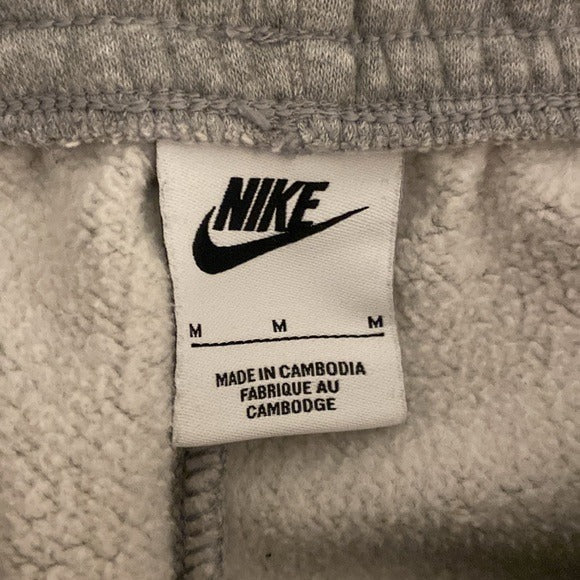 NIKE
M M M
MADE IN CAMBODIA
FABRIQUE AU
CAMBODGE